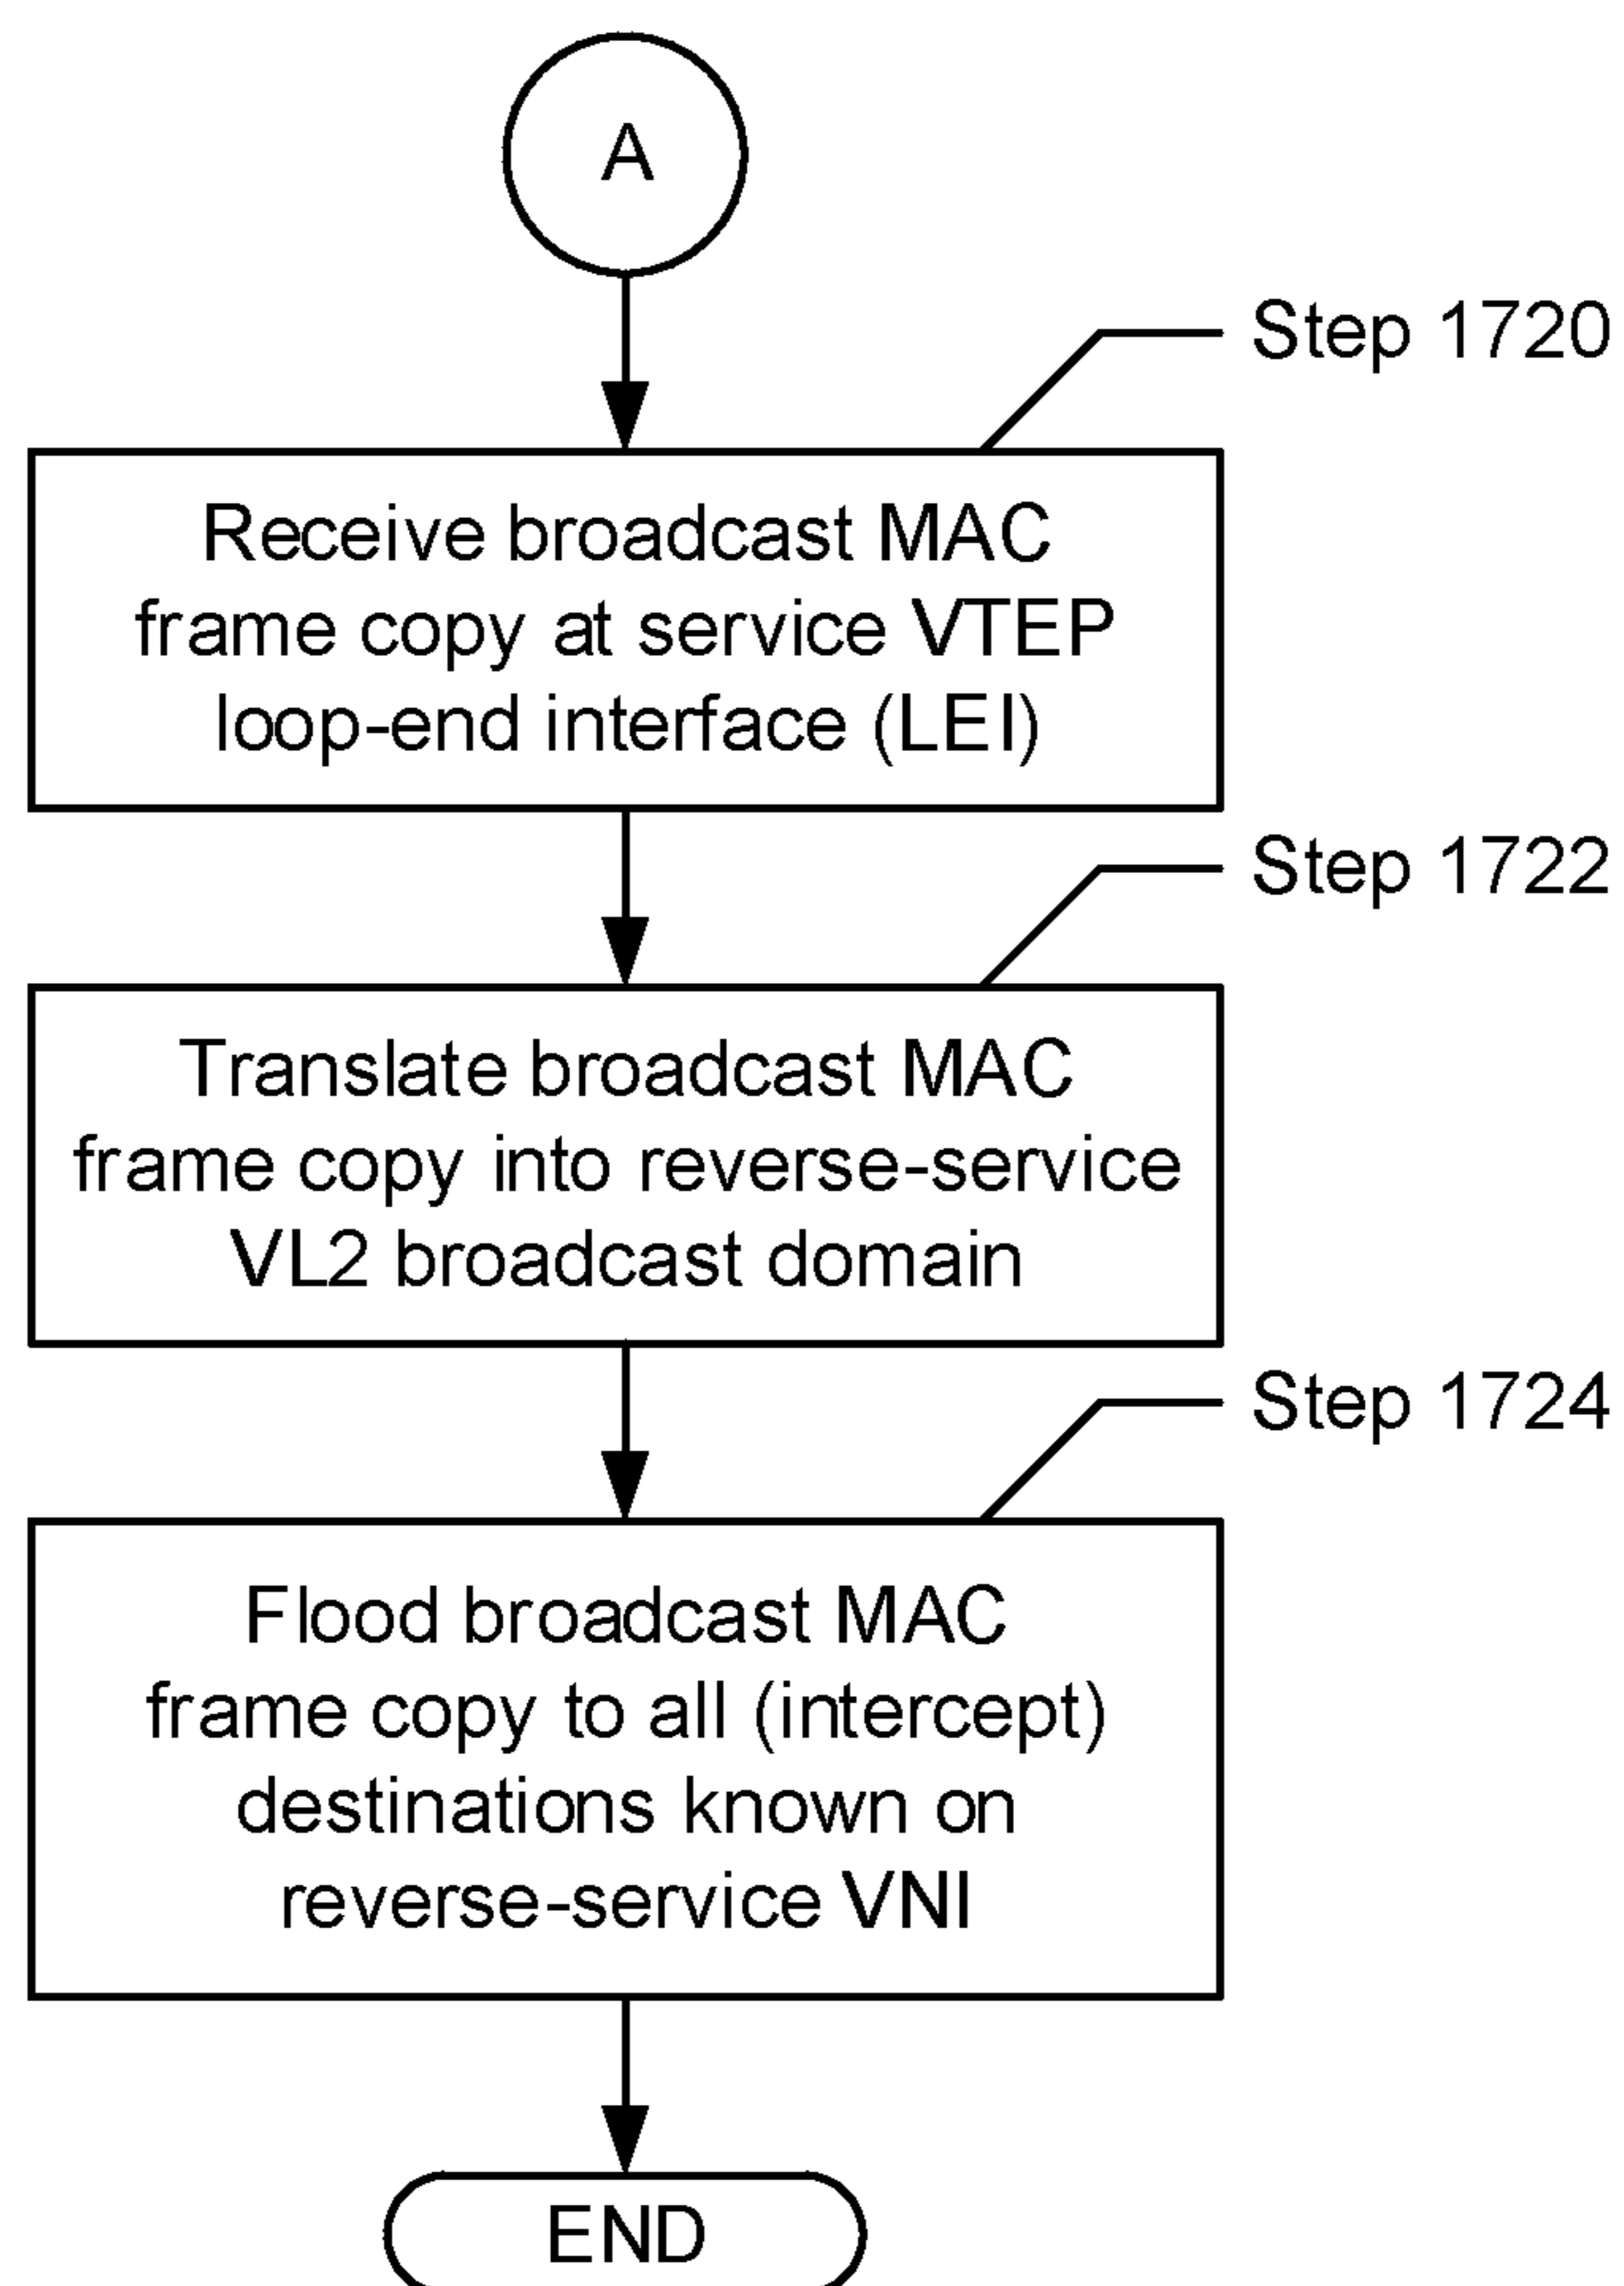 A
Step 1720
Receive broadcast MAC
frame copy at service VTEP
loop-end interface (LEI)
Step 1722
Translate broadcast MAC
frame copy into reverse-service
VL2 broadcast domain
Step 1724
Flood broadcast MAC
frame copy to all (intercept)
destinations known on
reverse-service VNI
END